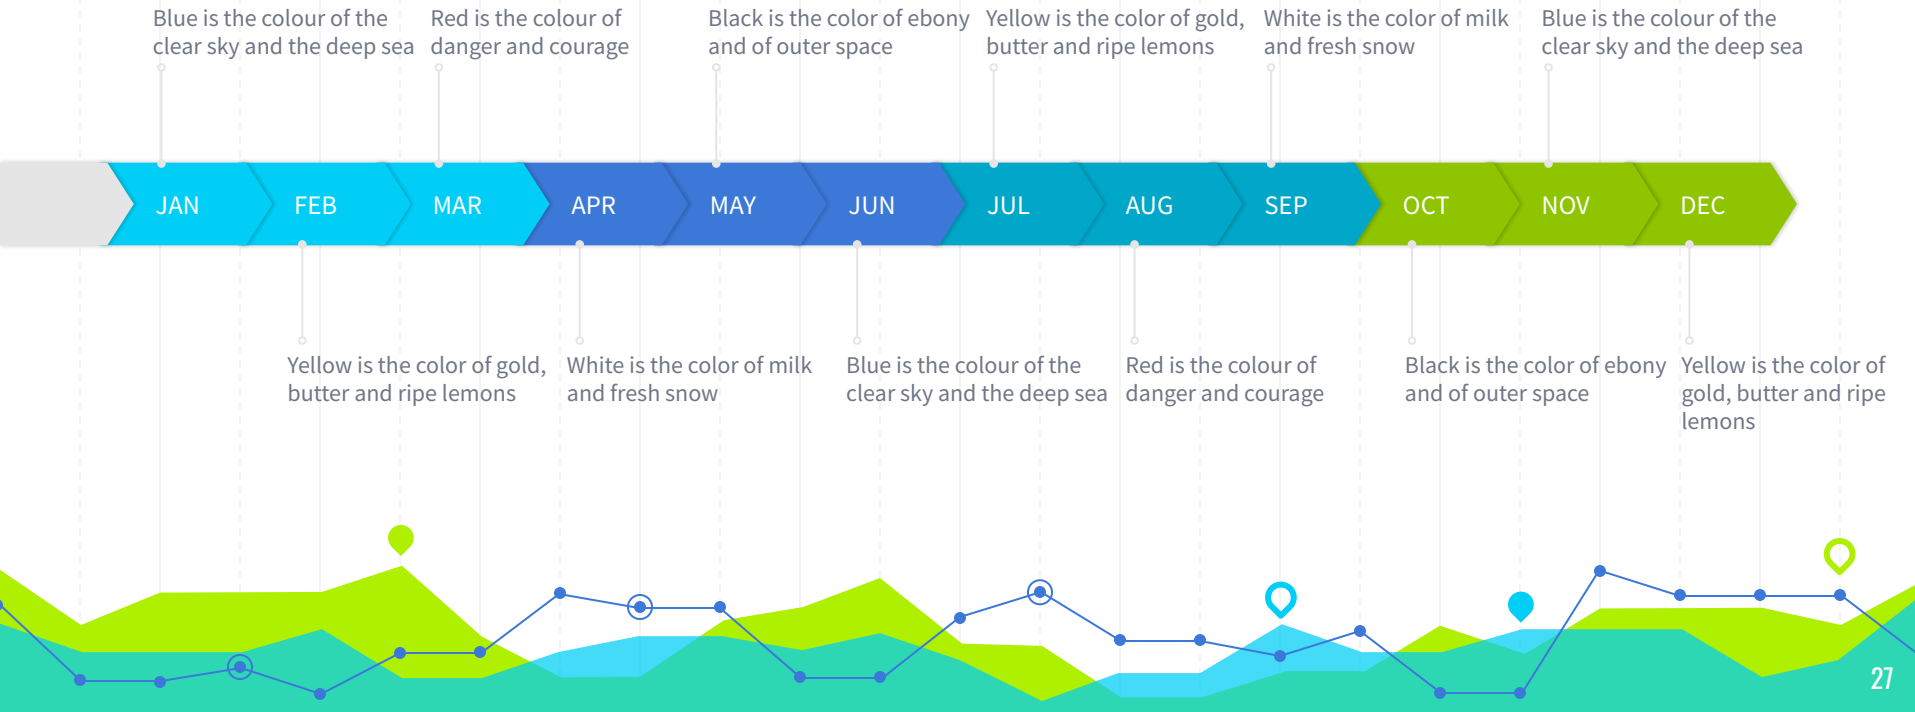 Blue is the colour of the
clear sky and the deep sea
Red is the colour of
danger and courage
Black is the color of ebony
and of outer space
Yellow is the color of gold,
butter and ripe lemons
White is the color of milk
and fresh snow
Blue is the colour of the
clear sky and the deep sea
JAN
FEB
MAR
APR
MAY
JUN
JUL
AUG
SEP
OCT
NOV
DEC
Yellow is the color of gold,
butter and ripe lemons
White is the color of milk
and fresh snow
Blue is the colour of the
clear sky and the deep sea
Red is the colour of
danger and courage
Black is the color of ebony
and of outer space
Yellow is the color of
gold, butter and ripe
lemons
27